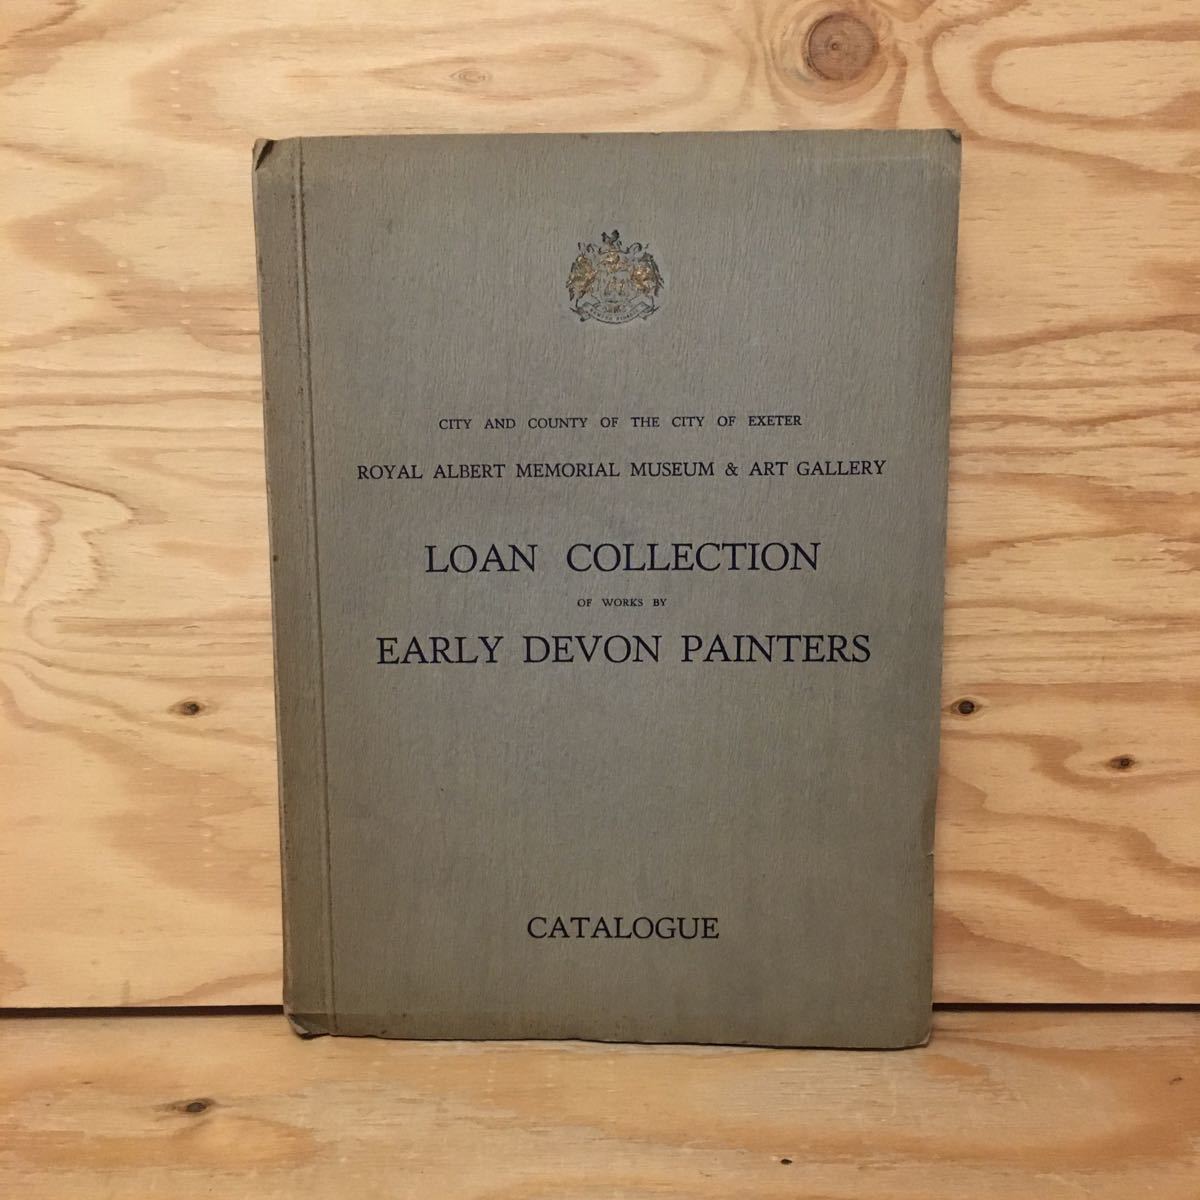 CITY AND COUNTY OF THE CITY OF EXETER
ROYAL ALBERT MEMORIAL MUSEUM & ART GALLERY
LOAN COLLECTION
OF WORKS BY
EARLY DEVON PAINTERS
CATALOGUE